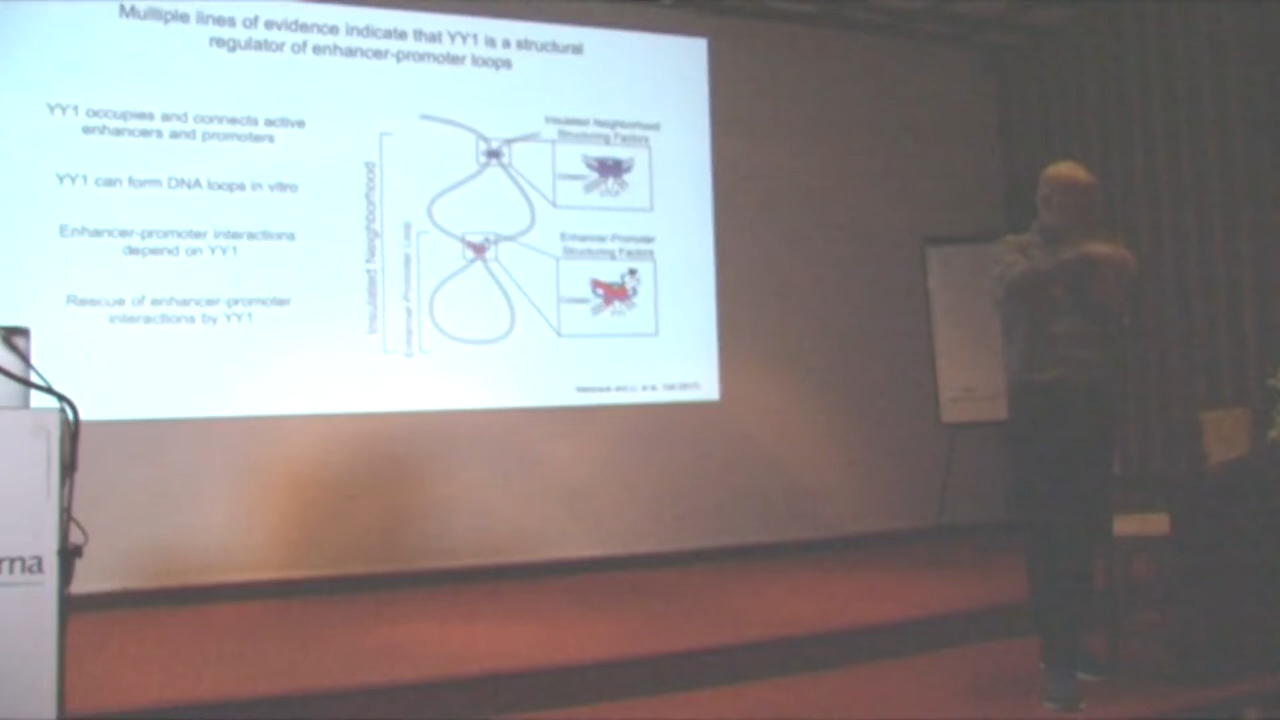 Multiple lines of evidence indicate that YY1 is a structural
regulator of enhancer-promoter loops
YY1 occupies and connects active
enhancers and promoters
YY1 can form DNA loops in vitro
Enhancer-promoter interactions
depend on YY1
Rescue of enhancer-promoter
interactions by YY1
Insulated Neighborhood
Enhancer-Promoter Loop
Insulated Neighborhood
Structuring Factors
Enhancer-Promoter
Structuring Factors
rna